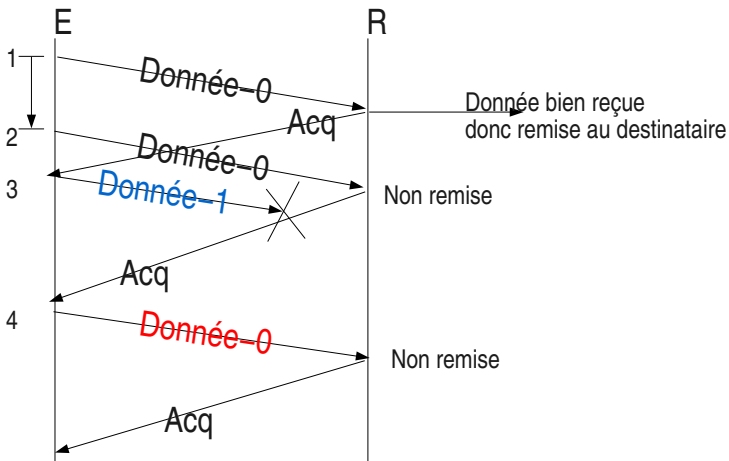 E
R
1
Donnée–0
Acq
Donnée bien reçue
donc remise au destinataire
2
Donnée–0
3
Donnée–1
Non remise
Acq
4
Donnée–0
Non remise
Acq